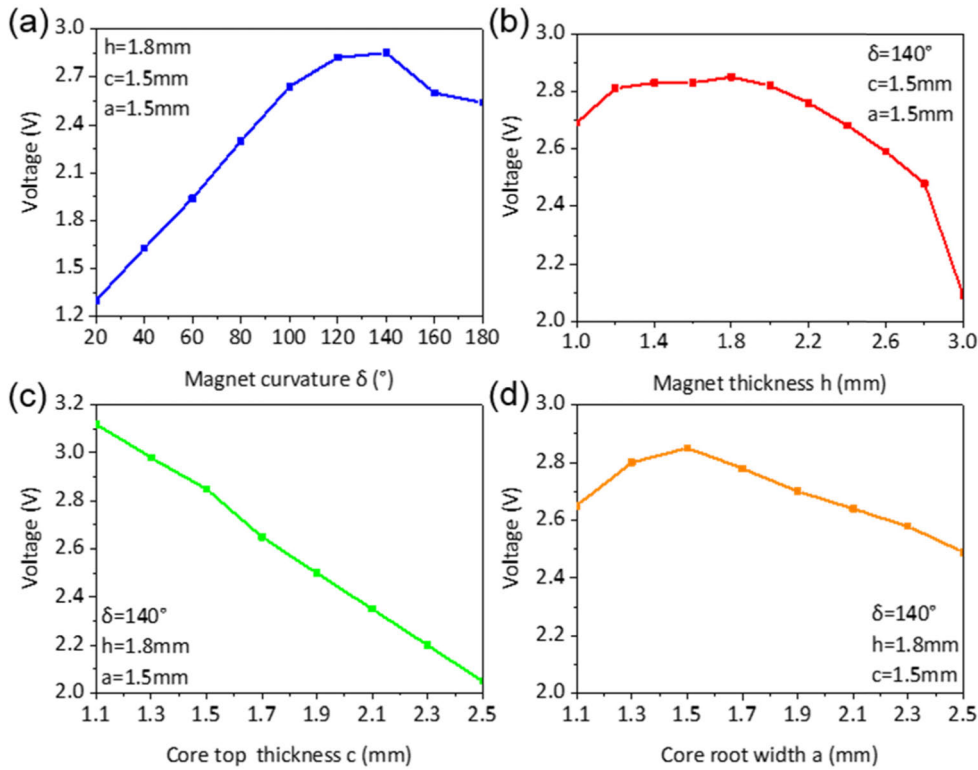 (a)
3.0
2.7
2.4
2.1
1.8
1.5
1.2
Voltage (V)
h=1.8mm
c=1.5mm
a=1.5mm
20 40 60 80 100 120 140 160 180
Magnet curvature δ (°)
(b)
3.0
2.8
2.6
2.4
2.2
2.0
Voltage (V)
δ=140°
c=1.5mm
a=1.5mm
1.0 1.4 1.8 2.2 2.6 3.0
Magnet thickness h (mm)
(c)
3.2
3.0
2.8
2.6
2.4
2.2
2.0
Voltage (V)
δ=140°
h=1.8mm
a=1.5mm
1.1 1.3 1.5 1.7 1.9 2.1 2.3 2.5
Core top thickness c (mm)
(d)
3.0
2.8
2.6
2.4
2.2
2.0
Voltage (V)
δ=140°
h=1.8mm
c=1.5mm
1.1 1.3 1.5 1.7 1.9 2.1 2.3 2.5
Core root width a (mm)